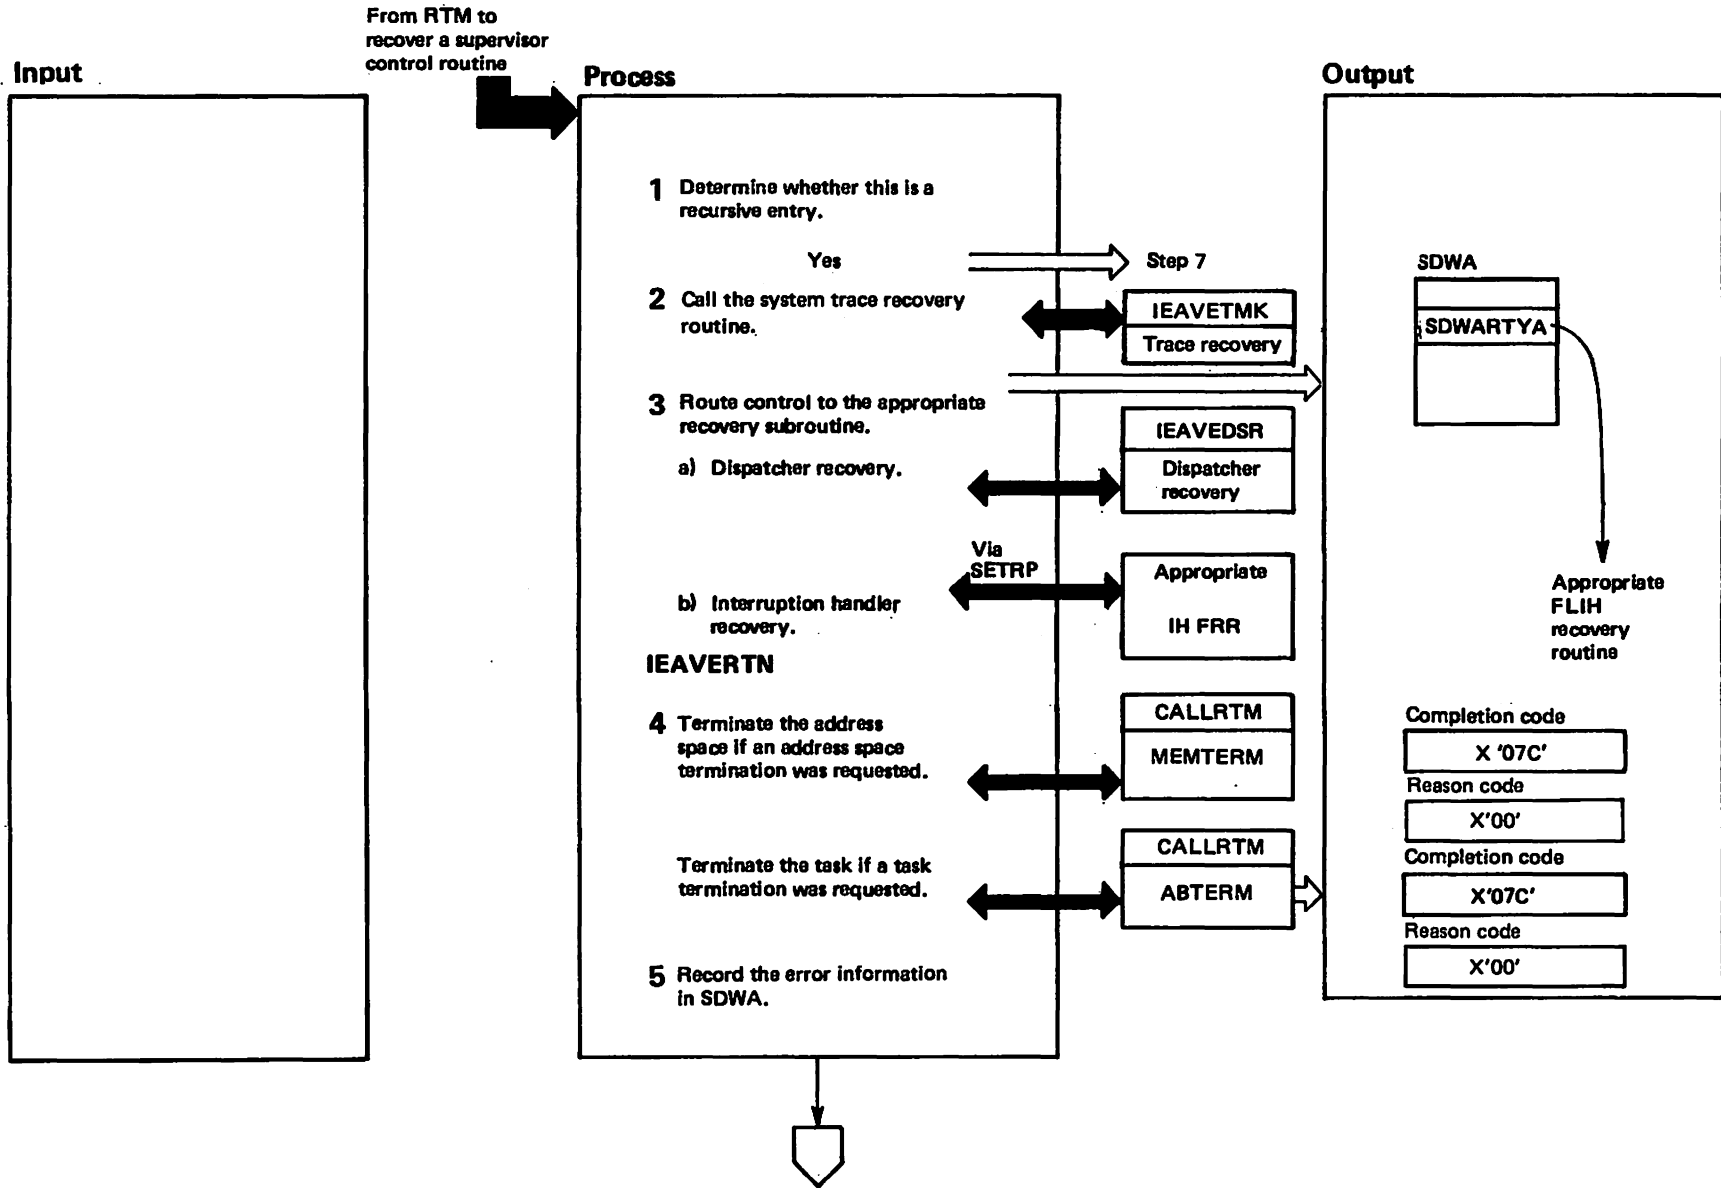 From RTM to
recover a supervisor
control routine
Input
Process
Output
1 Determine whether this is a
recursive entry.
Yes
Step 7
2 Call the system trace recovery
routine.
IEAVETMK
Trace recovery
SDWA
SDWARTYA
3 Route control to the appropriate
recovery subroutine.
a) Dispatcher recovery.
IEAVEDSR
Dispatcher
recovery
Via
SETRP
b) Interruption handler
recovery.
Appropriate
IH FRR
Appropriate
FLIH
recovery
routine
IEAVERTN
4 Terminate the address
space if an address space
termination was requested.
CALLRTM
MEMTERM
Completion code
X '07C'
Reason code
X'00'
Terminate the task if a task
termination was requested.
CALLRTM
ABTERM
Completion code
X'07C'
Reason code
X'00'
5 Record the error information
in SDWA.